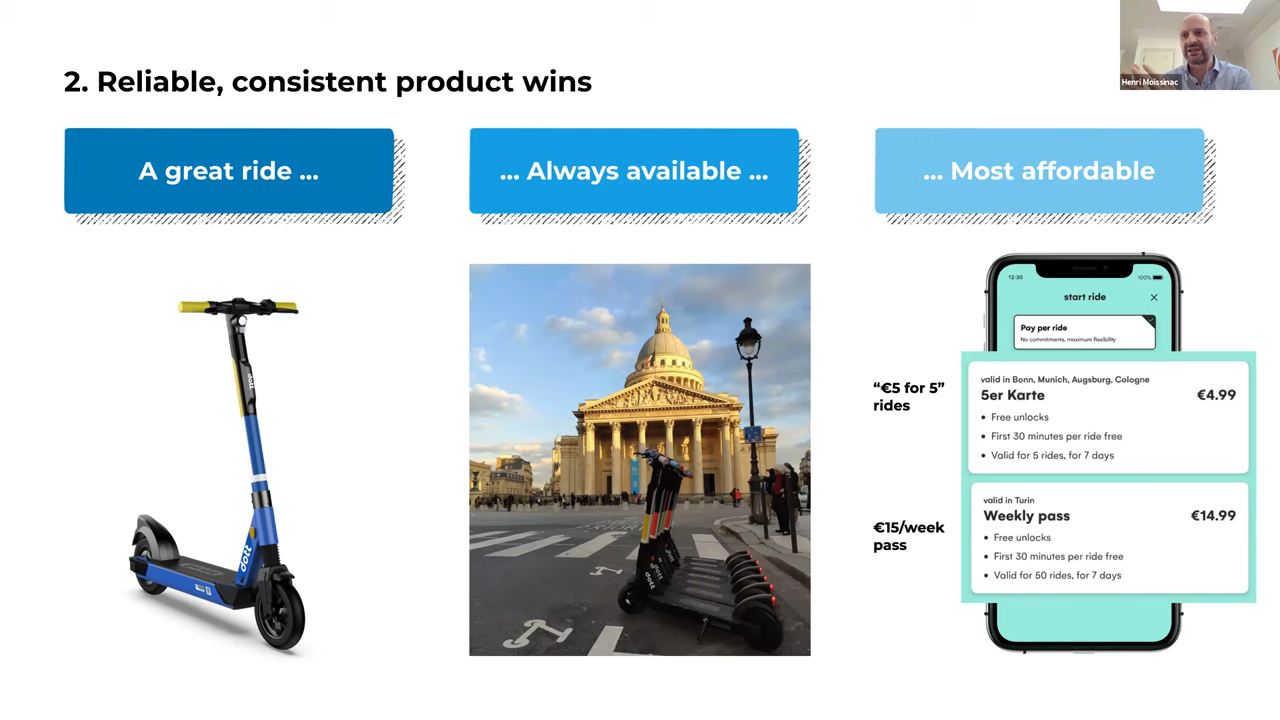 Henri Moissinac
2. Reliable, consistent product wins
A great ride ...
... Always available ...
... Most affordable
dott
dott
dott
12:30
100%
start ride
Pay per ride
No commitments, maximum flexibility
“€5 for 5”
rides
valid in Bonn, Munich, Augsburg, Cologne
5er Karte
€4.99
• Free unlocks
• First 30 minutes per ride free
• Valid for 5 rides, for 7 days
€15/week
pass
valid in Turin
Weekly pass
€14.99
• Free unlocks
• First 30 minutes per ride free
• Valid for 50 rides, for 7 days